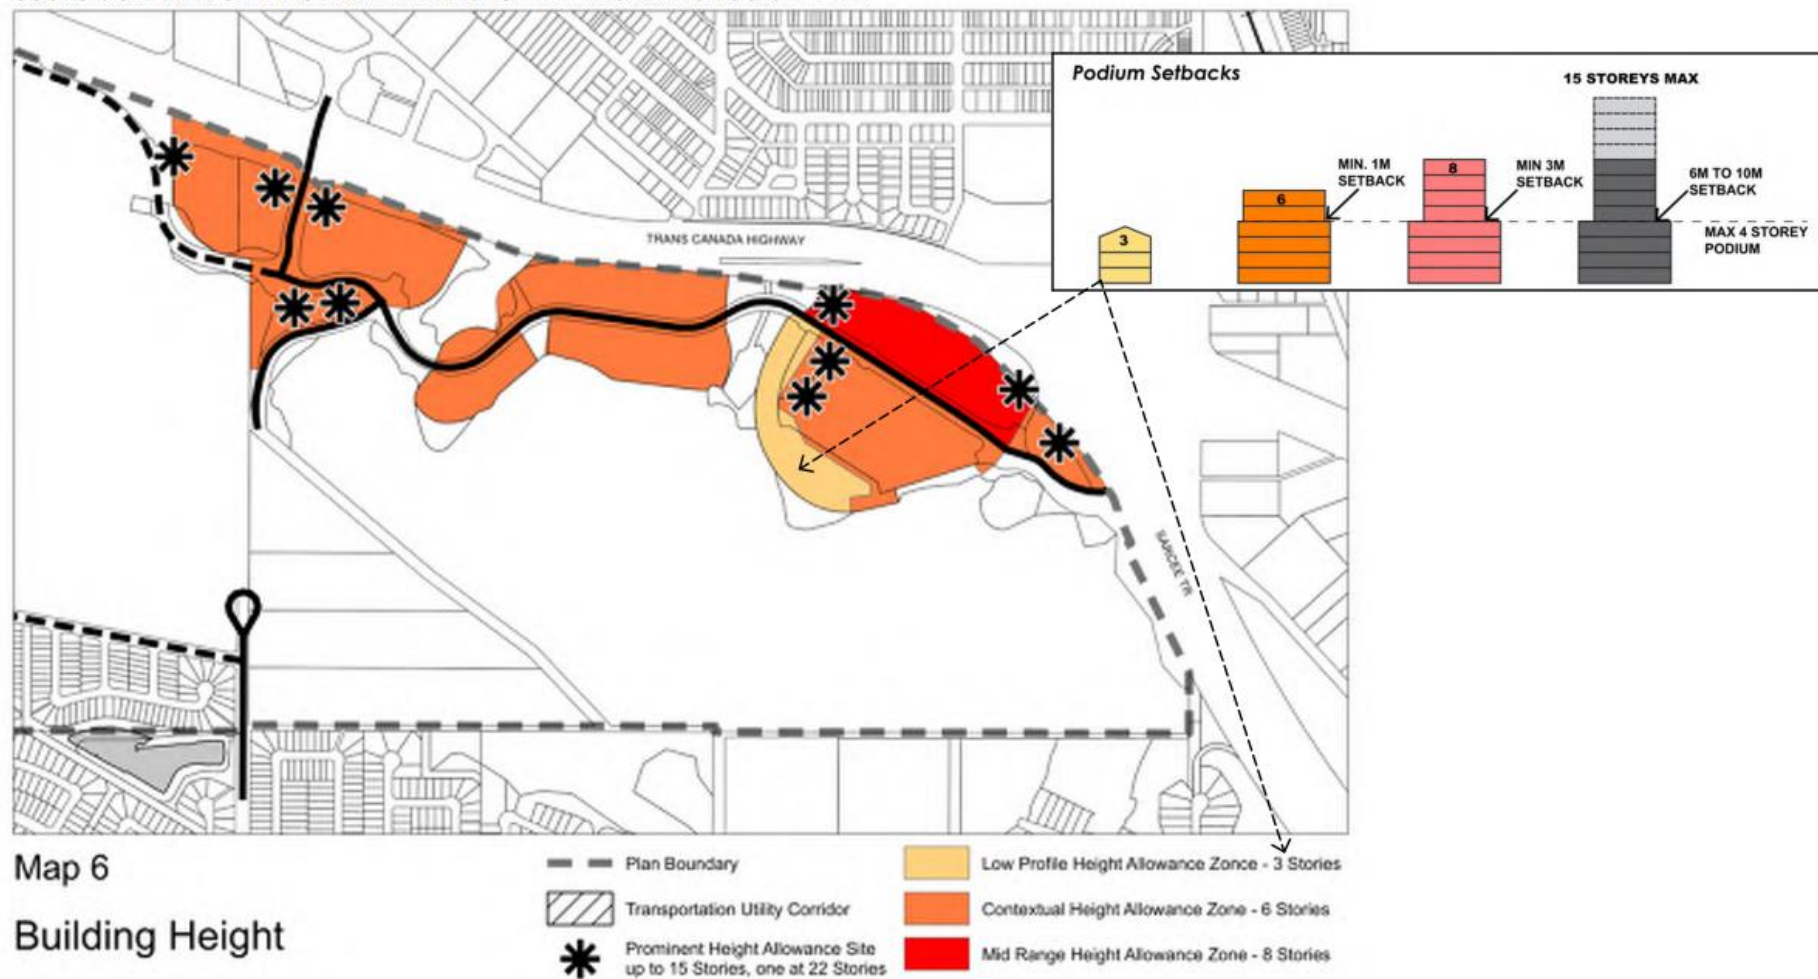 Podium Setbacks
15 STOREYS MAX
MIN. 1M
SETBACK
MIN 3M
SETBACK
6M TO 10M
SETBACK
8
6
3
MAX 4 STOREY
PODIUM
TRANS CANADA HIGHWAY
SARCEE TR
Map 6
Building Height
Plan Boundary
Transportation Utility Corridor
Prominent Height Allowance Site
up to 15 Stories, one at 22 Stories
Low Profile Height Allowance Zonce - 3 Stories
Contextual Height Allowance Zone - 6 Stories
Mid Range Height Allowance Zone - 8 Stories